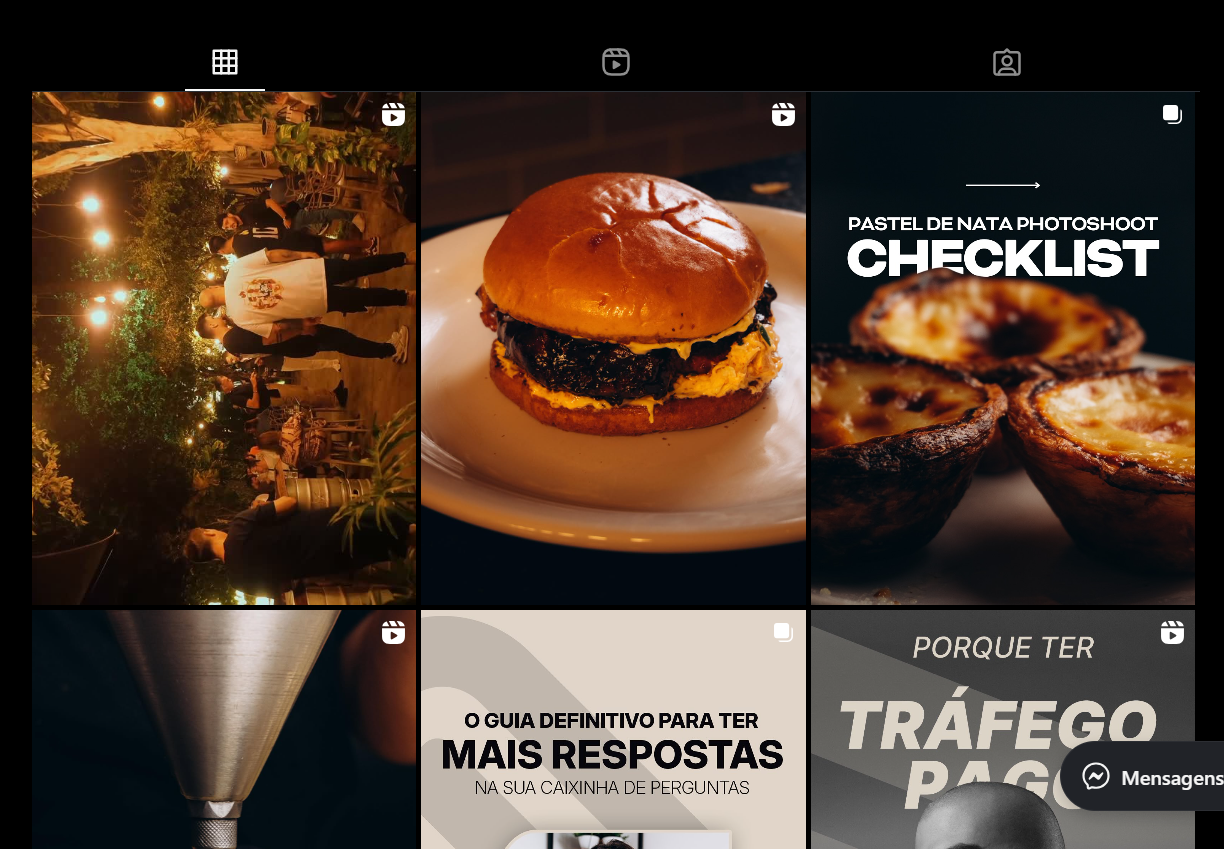 PASTEL DE NATA PHOTOSHOOT
CHECKLIST
O GUIA DEFINITIVO PARA TER
MAIS RESPOSTAS
NA SUA CAIXINHA DE PERGUNTAS
PORQUE TER
TRÁFEGO
PAGO
Mensagens